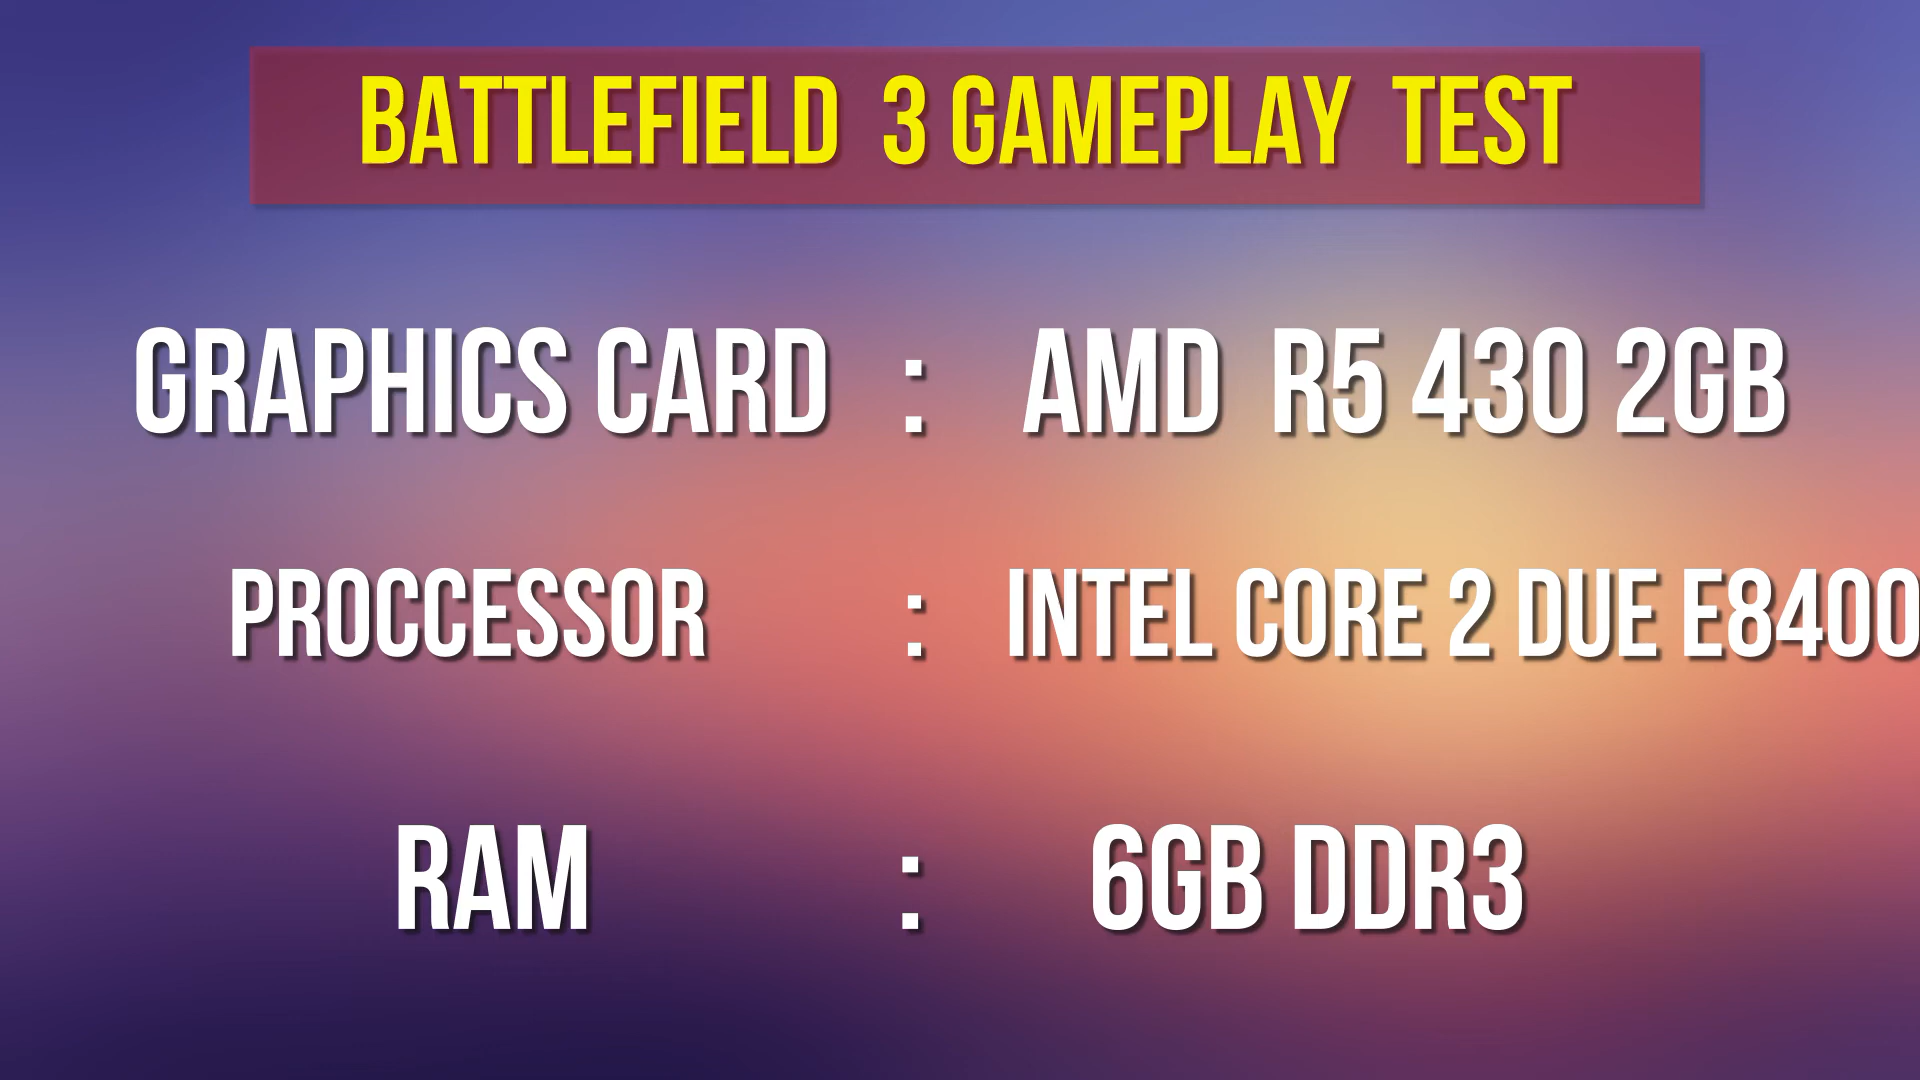 BATTLEFIELD 3 GAMEPLAY TEST
GRAPHICS CARD : AMD R5 430 2GB
PROCCESSOR : INTEL CORE 2 DUE E8400
RAM : 6GB DDR3